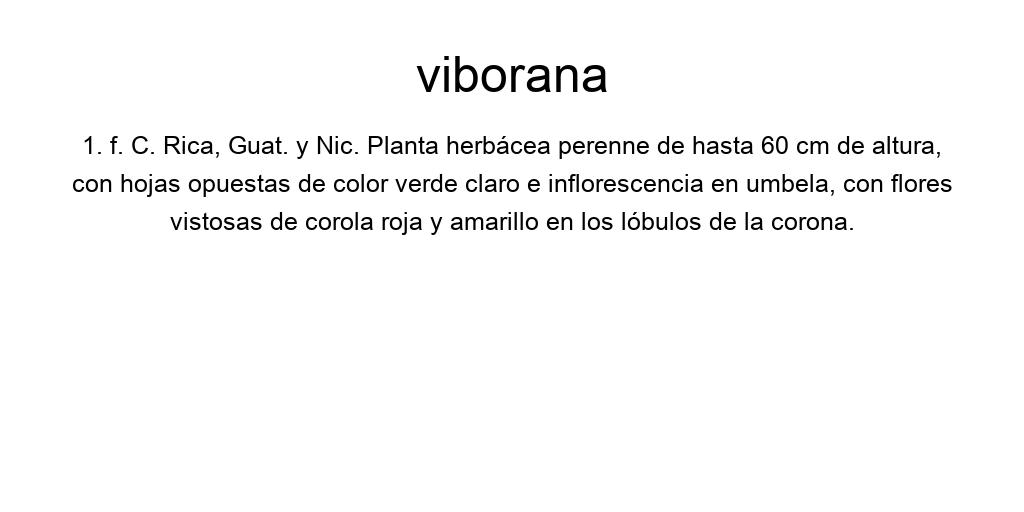 viborana
1. f. C. Rica, Guat. y Nic. Planta herbácea perenne de hasta 60 cm de altura,
con hojas opuestas de color verde claro e inflorescencia en umbela, con flores
vistosas de corola roja y amarillo en los lóbulos de la corona.